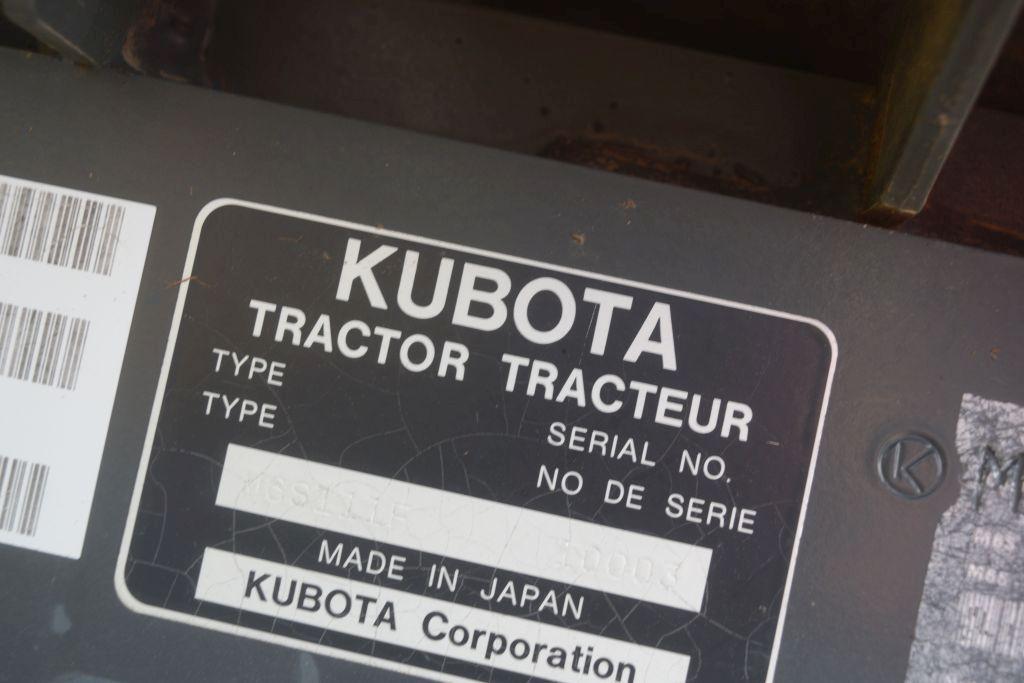 KUBOTA
TRACTOR TRACTEUR
TYPE
TYPE
SERIAL NO.
NO DE SERIE
M6S111F 10003
MADE IN JAPAN
KUBOTA Corporation
K
M